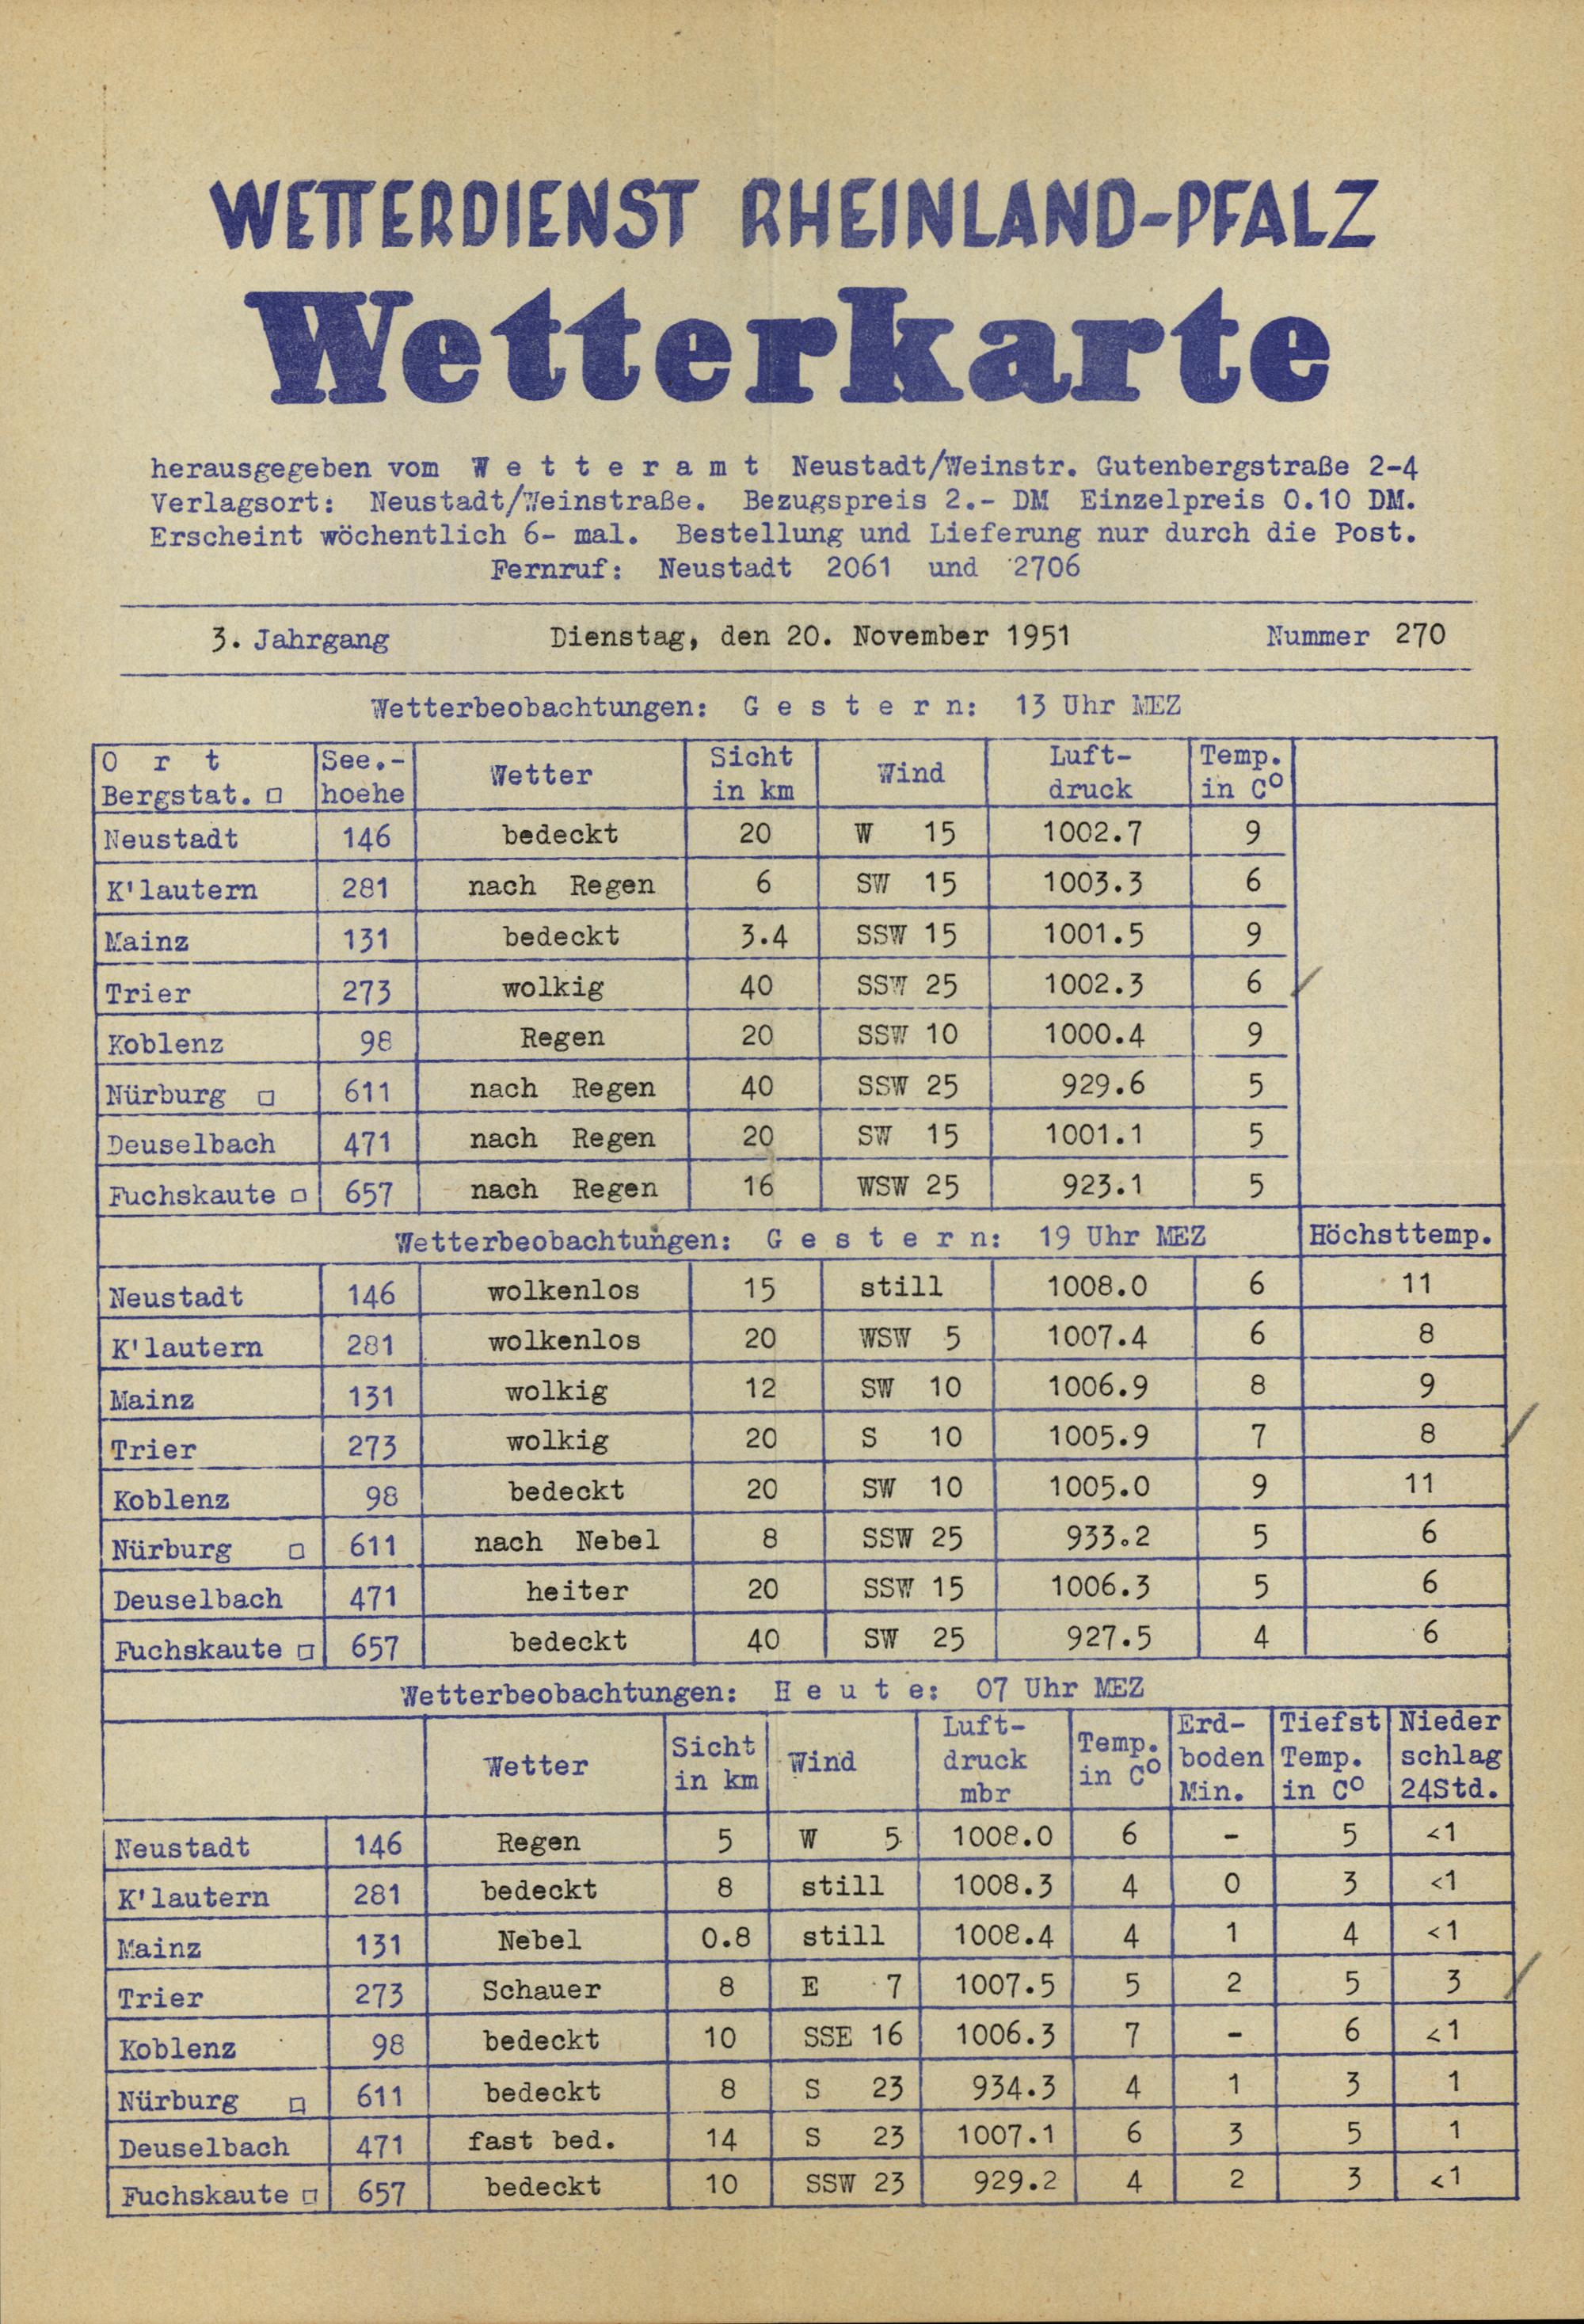 WETTERDIENST RHEINLAND-PFALZ
Wetterkarte
herausgegeben vom W e t t e r a m t Neustadt/Weinstr. Gutenbergstraße 2-4
Verlagsort: Neustadt/Weinstraße. Bezugspreis 2.- DM Einzelpreis 0.10 DM.
Erscheint wöchentlich 6- mal. Bestellung und Lieferung nur durch die Post.
Fernruf: Neustadt 2061 und 2706
3. Jahrgang Dienstag, den 20. November 1951 Nummer 270
Wetterbeobachtungen: G e s t e r n: 13 Uhr MEZ
O r t See.- Wetter Sicht Wind Luft- Temp.
Bergstat. □ hoehe in km druck in C°
Neustadt 146 bedeckt 20 W 15 1002.7 9
K'lautern 281 nach Regen 6 SW 15 1003.3 6
Mainz 131 bedeckt 3.4 SSW 15 1001.5 9
Trier 273 wolkig 40 SSW 25 1002.3 6
Koblenz 98 Regen 20 SSW 10 1000.4 9
Nürburg □ 611 nach Regen 40 SSW 25 929.6 5
Deuselbach 471 nach Regen 20 SW 15 1001.1 5
Fuchskaute □ 657 nach Regen 16 WSW 25 923.1 5
Wetterbeobachtungen: G e s t e r n: 19 Uhr MEZ Höchsttemp.
Neustadt 146 wolkenlos 15 still 1008.0 6 11
K'lautern 281 wolkenlos 20 WSW 5 1007.4 6 8
Mainz 131 wolkig 12 SW 10 1006.9 8 9
Trier 273 wolkig 20 S 10 1005.9 7 8
Koblenz 98 bedeckt 20 SW 10 1005.0 9 11
Nürburg □ 611 nach Nebel 8 SSW 25 933.2 5 6
Deuselbach 471 heiter 20 SSW 15 1006.3 5 6
Fuchskaute □ 657 bedeckt 40 SW 25 927.5 4 6
Wetterbeobachtungen: H e u t e: 07 Uhr MEZ
Luft- Erd- Tiefst Nieder
Wetter Sicht Wind druck Temp. boden Temp. schlag
in km mbr in C° Min. in C° 24Std.
Neustadt 146 Regen 5 W 5 1008.0 6 - 5 <1
K'lautern 281 bedeckt 8 still 1008.3 4 0 3 <1
Mainz 131 Nebel 0.8 still 1008.4 4 1 4 <1
Trier 273 Schauer 8 E 7 1007.5 5 2 5 3
Koblenz 98 bedeckt 10 SSE 16 1006.3 7 - 6 <1
Nürburg □ 611 bedeckt 8 S 23 934.3 4 1 3 1
Deuselbach 471 fast bed. 14 S 23 1007.1 6 3 5 1
Fuchskaute □ 657 bedeckt 10 SSW 23 929.2 4 2 3 <1